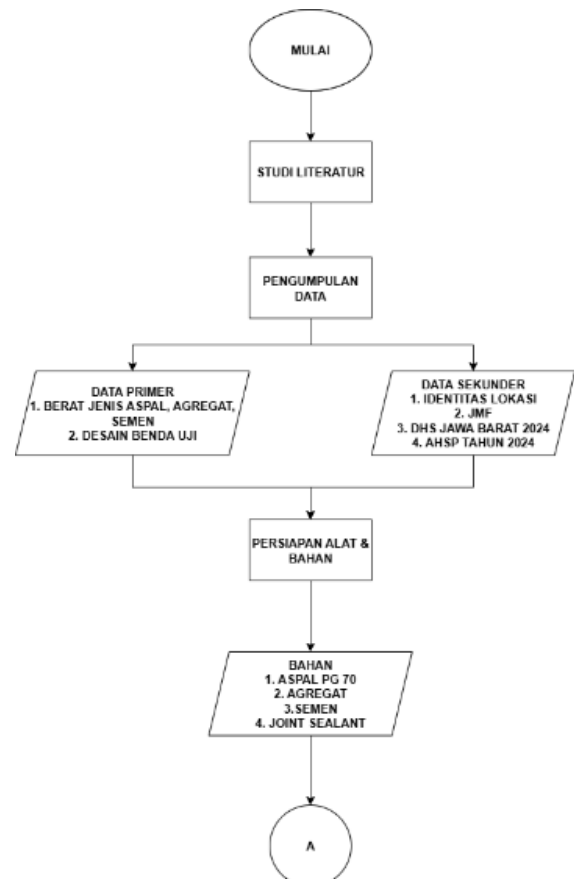 MULAI
STUDI LITERATUR
PENGUMPULAN
DATA
DATA PRIMER
1. BERAT JENIS ASPAL, AGREGAT,
SEMEN
2. DESAIN BENDA UJI
DATA SEKUNDER
1. IDENTITAS LOKASI
2. JMF
3. DHS JAWA BARAT 2024
4. AHSP TAHUN 2024
PERSIAPAN ALAT &
BAHAN
BAHAN
1. ASPAL PG 70
2. AGREGAT
3.SEMEN
4. JOINT SEALANT
A